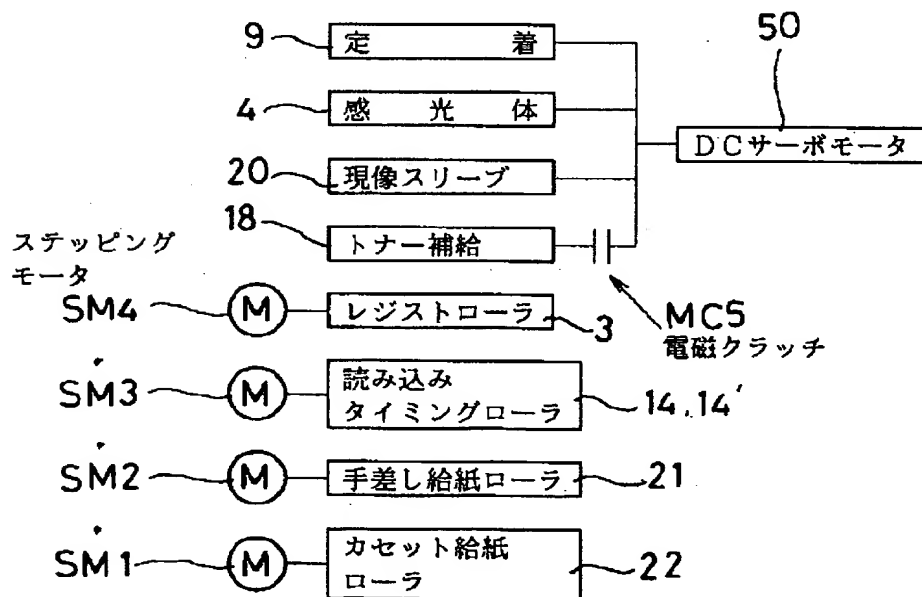 9
定着
50
4
感光体
DCサーボモータ
20
現像スリーブ
18
トナー補給
ステッピング
モータ
SM4
M
レジストローラ
3
MC5
電磁クラッチ
SM3
M
読み込み
タイミングローラ
14,14′
SM2
M
手差し給紙ローラ
21
SM1
M
カセット給紙
ローラ
22